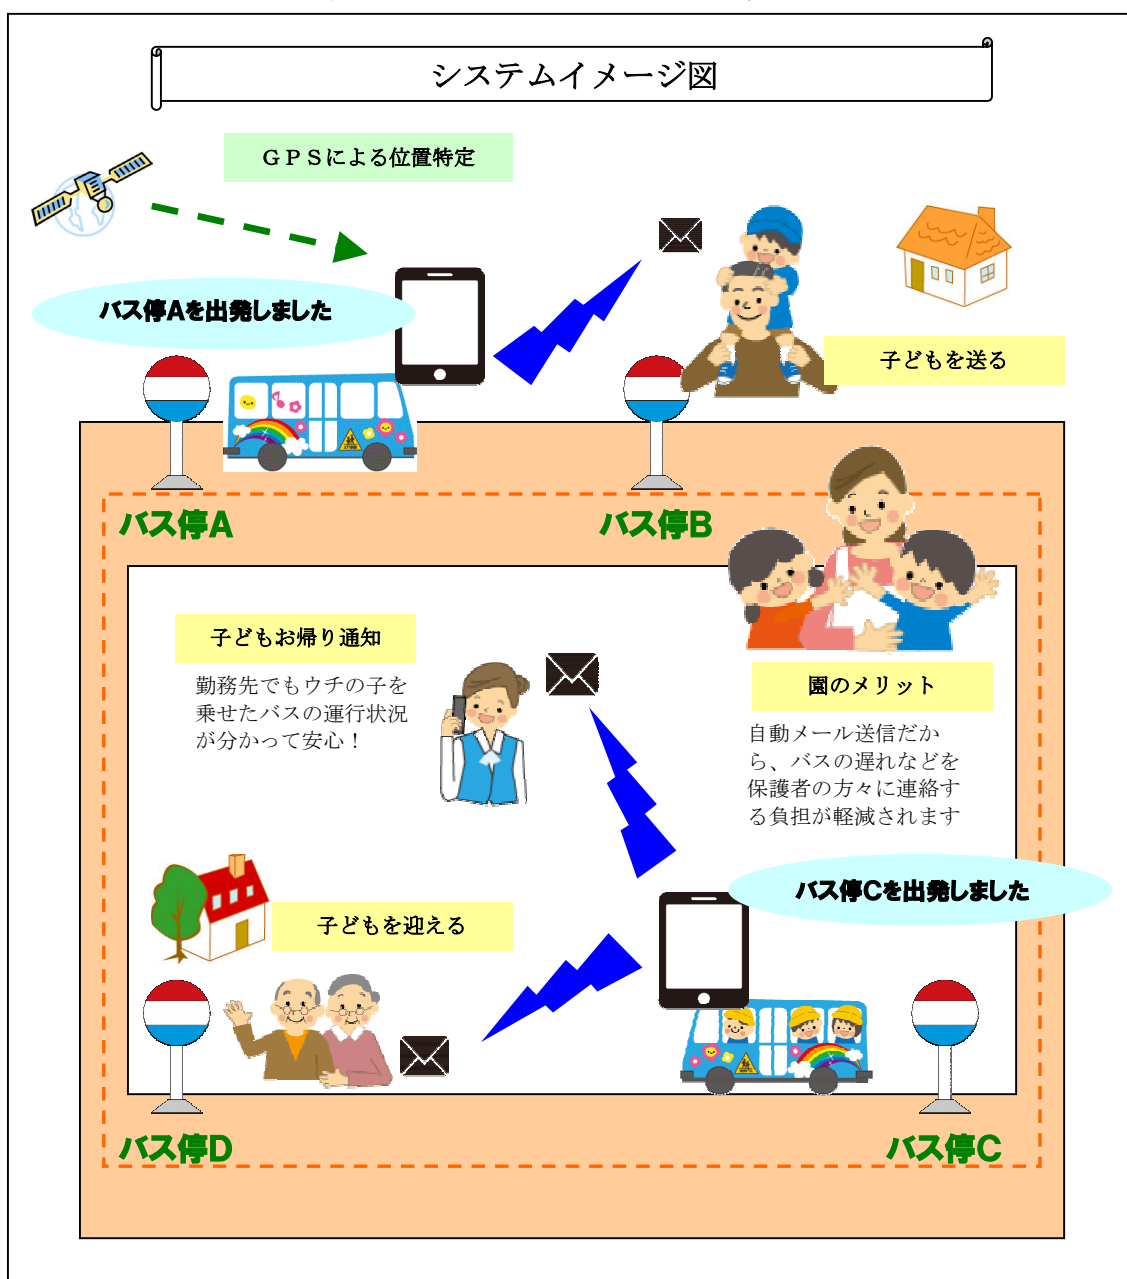 システムイメージ図
GPSによる位置特定
バス停Aを出発しました
子どもを送る
バス停A
バス停B
子どもお帰り通知
勤務先でもウチの子を
乗せたバスの運行状況
が分かって安心！
園のメリット
自動メール送信だか
ら、バスの遅れなどを
保護者の方々に連絡す
る負担が軽減されます
バス停Cを出発しました
子どもを迎える
バス停D
バス停C